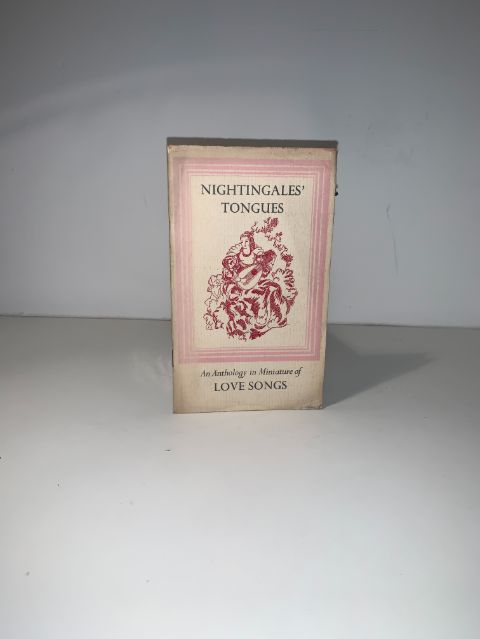 NIGHTINGALES'
TONGUES
An Anthology in Miniature of
LOVE SONGS